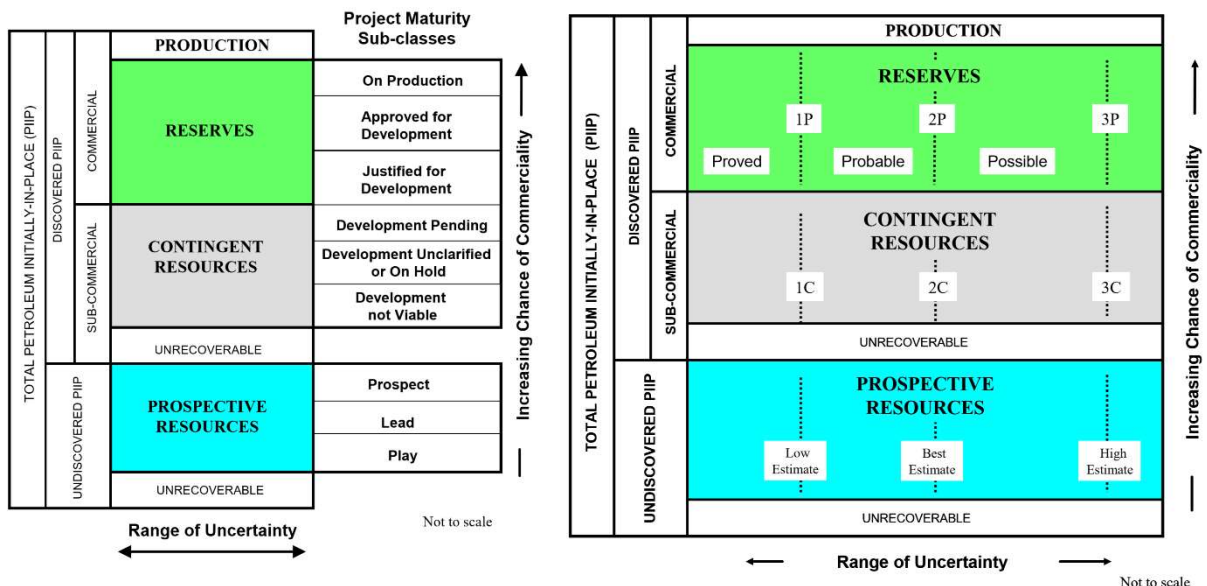 Project Maturity
Sub-classes
TOTAL PETROLEUM INITIALLY-IN-PLACE (PIIP)
DISCOVERED PIIP
COMMERCIAL
SUB-COMMERCIAL
UNDISCOVERED PIIP
PRODUCTION
RESERVES
CONTINGENT
RESOURCES
UNRECOVERABLE
PROSPECTIVE
RESOURCES
UNRECOVERABLE
On Production
Approved for
Development
Justified for
Development
Development Pending
Development Unclarified
or On Hold
Development
not Viable
Prospect
Lead
Play
Increasing Chance of Commerciality
Range of Uncertainty
Not to scale
TOTAL PETROLEUM INITIALLY-IN-PLACE (PIIP)
DISCOVERED PIIP
COMMERCIAL
SUB-COMMERCIAL
UNDISCOVERED PIIP
PRODUCTION
RESERVES
1P 2P 3P
Proved Probable Possible
CONTINGENT
RESOURCES
1C 2C 3C
UNRECOVERABLE
PROSPECTIVE
RESOURCES
Low Best High
Estimate Estimate Estimate
UNRECOVERABLE
Increasing Chance of Commerciality
Range of Uncertainty
Not to scale